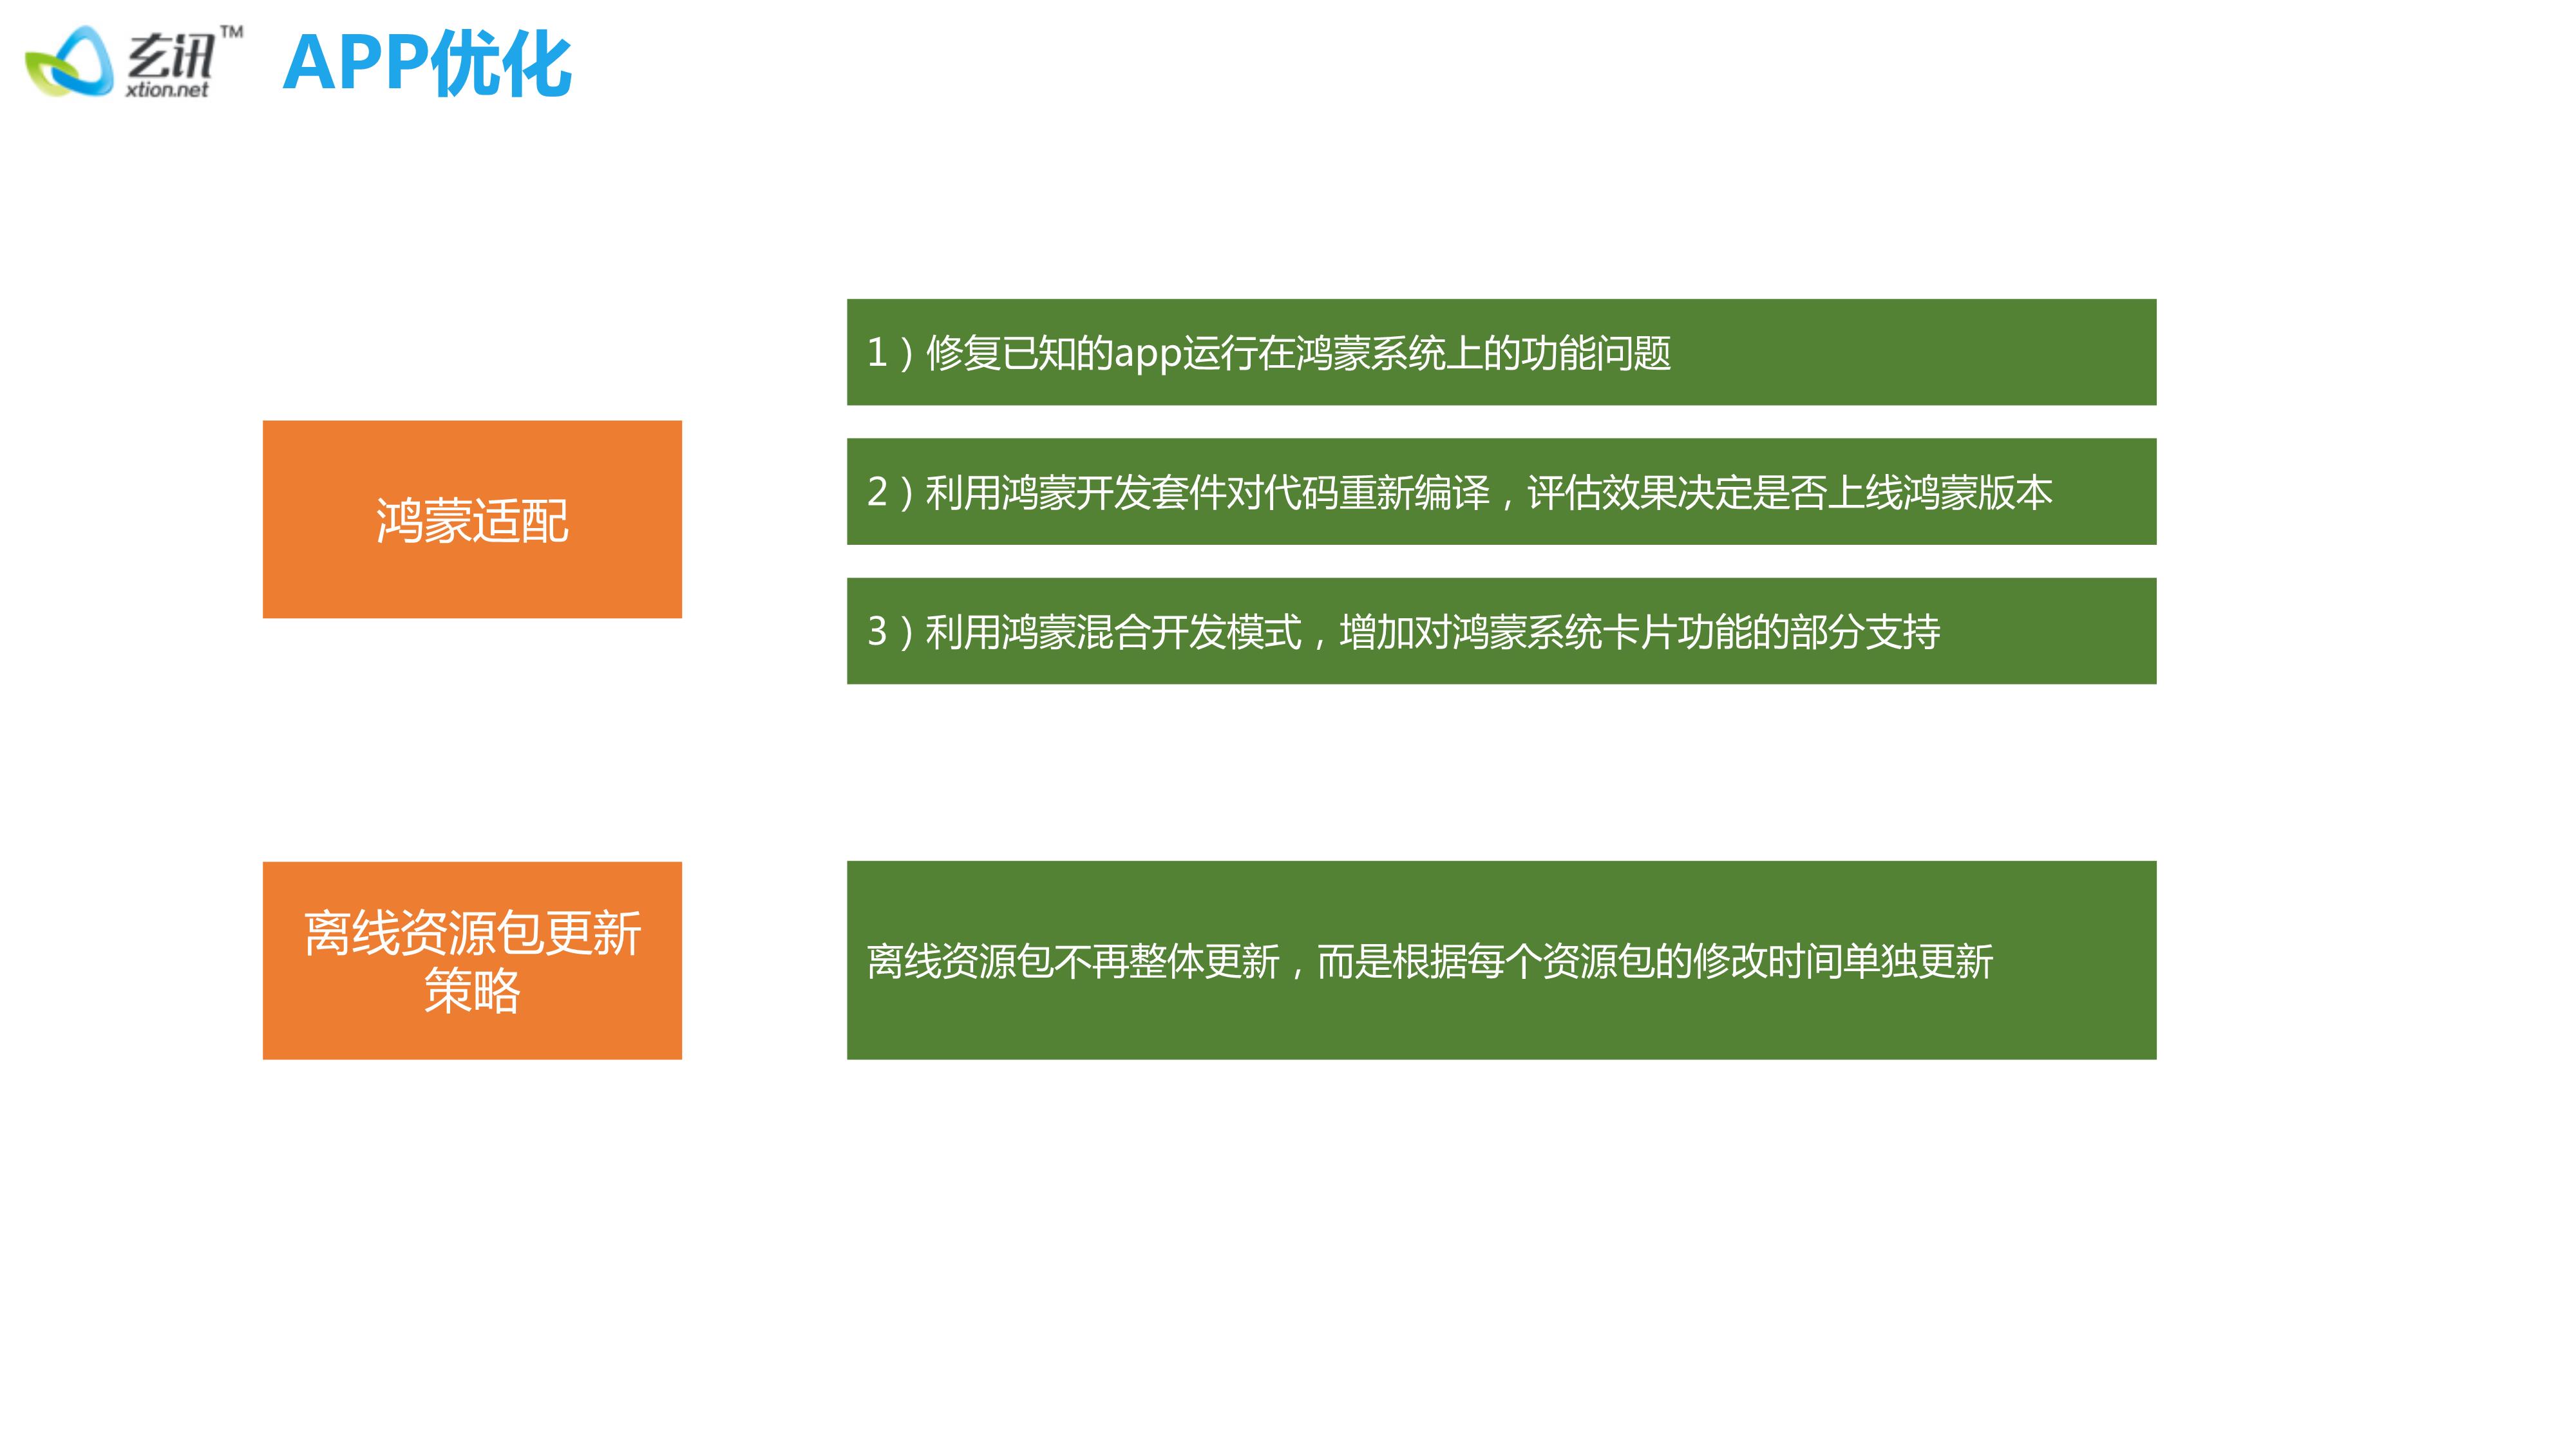 玄讯™
xtion.net
APP优化
1）修复已知的app运行在鸿蒙系统上的功能问题
鸿蒙适配
2）利用鸿蒙开发套件对代码重新编译，评估效果决定是否上线鸿蒙版本
3）利用鸿蒙混合开发模式，增加对鸿蒙系统卡片功能的部分支持
离线资源包更新
策略
离线资源包不再整体更新，而是根据每个资源包的修改时间单独更新